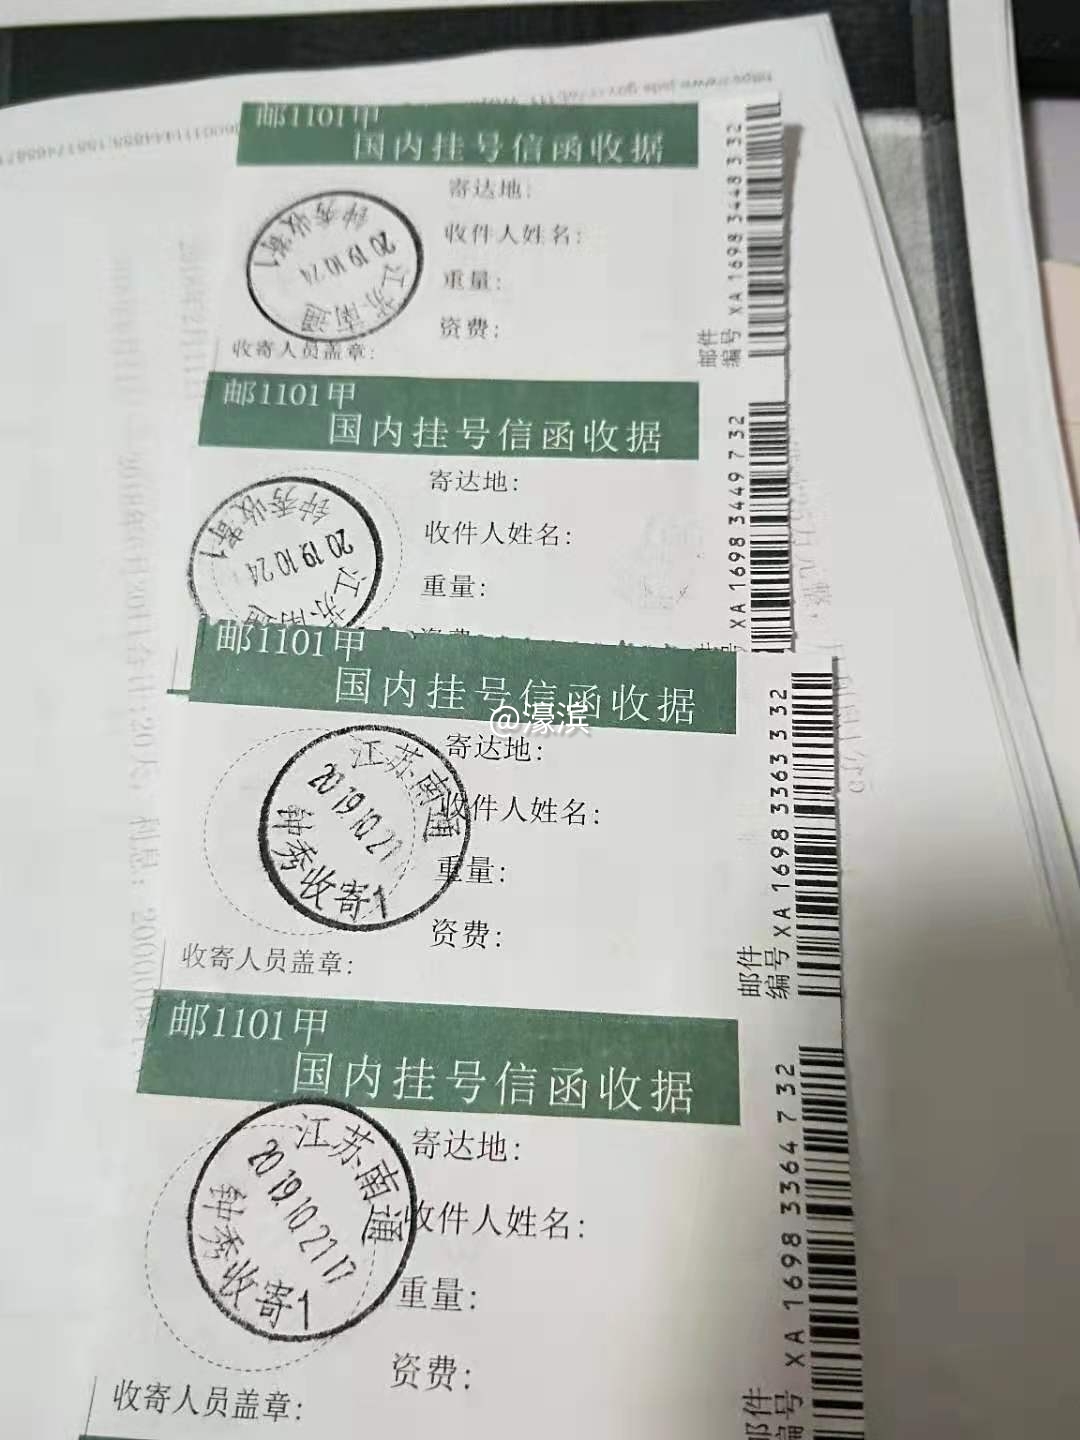 邮1101甲
国内挂号信函收据
寄达地:
收件人姓名:
重量:
资费:
收寄人员盖章:
江苏南通
2019.10.24
钟秀收寄1
邮件
编号 XA 1698 3448 3 32
邮1101甲
国内挂号信函收据
寄达地:
收件人姓名:
重量:
江苏南通
2019.10.24
钟秀收寄1
XA 1698 3449 7 32
邮1101甲
国内挂号信函收据
@濠滨
寄达地:
收件人姓名:
重量:
资费:
收寄人员盖章:
江苏南通
2019.10.21
钟秀收寄1
邮件
编号 XA 1698 3363 3 32
邮1101甲
国内挂号信函收据
寄达地:
收件人姓名:
重量:
资费:
收寄人员盖章:
江苏南通
2019.10.21 17
钟秀收寄1
邮件
编号 XA 1698 3364 7 32